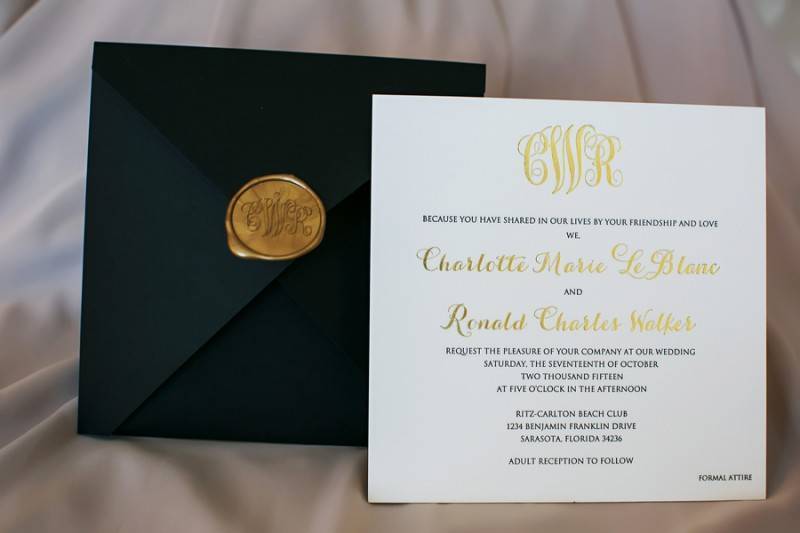 CWR
CWR
BECAUSE YOU HAVE SHARED IN OUR LIVES BY YOUR FRIENDSHIP AND LOVE
WE,
Charlotte Marie Le Blanc
AND
Ronald Charles Walker
REQUEST THE PLEASURE OF YOUR COMPANY AT OUR WEDDING
SATURDAY, THE SEVENTEENTH OF OCTOBER
TWO THOUSAND FIFTEEN
AT FIVE O'CLOCK IN THE AFTERNOON
RITZ-CARLTON BEACH CLUB
1234 BENJAMIN FRANKLIN DRIVE
SARASOTA, FLORIDA 34236
ADULT RECEPTION TO FOLLOW
FORMAL ATTIRE